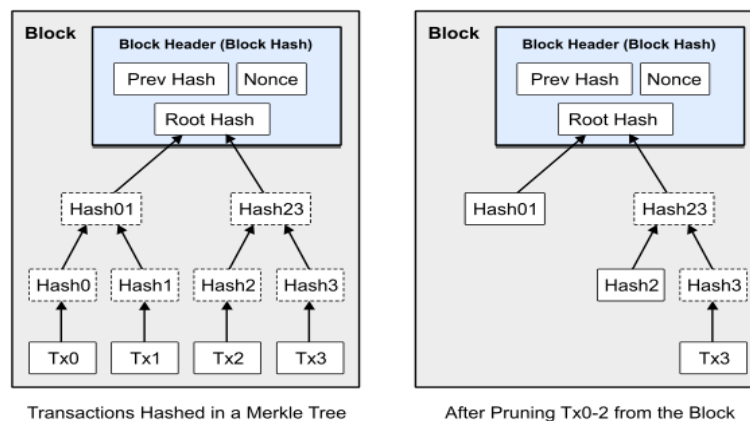 Block
Block Header (Block Hash)
Prev Hash
Nonce
Root Hash
Hash01
Hash23
Hash0
Hash1
Hash2
Hash3
Tx0
Tx1
Tx2
Tx3
Transactions Hashed in a Merkle Tree
Block
Block Header (Block Hash)
Prev Hash
Nonce
Root Hash
Hash01
Hash23
Hash2
Hash3
Tx3
After Pruning Tx0-2 from the Block